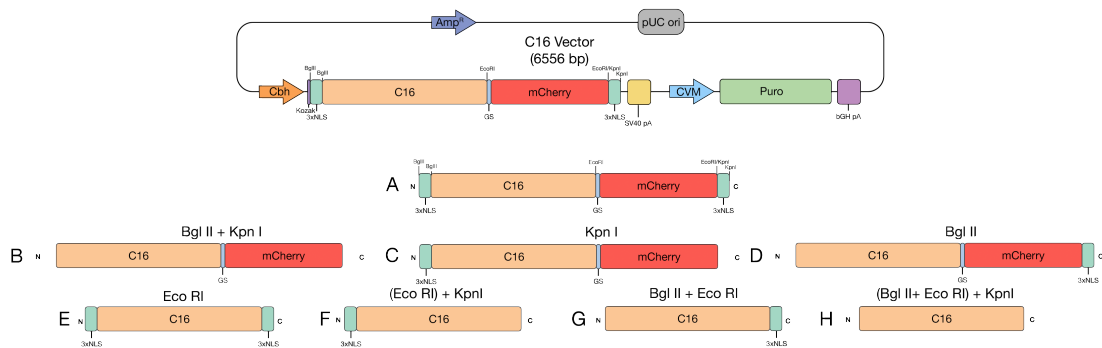 AmpR
pUC ori
C16 Vector
(6556 bp)
BglII
BglII
EcoRI
EcoRI/KpnI
KpnI
Cbh
C16
mCherry
CVM
Puro
Kozak
3xNLS
GS
3xNLS
SV40 pA
bGH pA
BglII
BglII
EcoRI
EcoRI/KpnI
KpnI
A
N
C16
mCherry
C
3xNLS
GS
3xNLS
Bgl II + Kpn I
Kpn I
Bgl II
B
N
C16
mCherry
C
C
N
C16
mCherry
C
D
N
C16
mCherry
C
GS
3xNLS
GS
GS
3xNLS
Eco RI
(Eco RI) + KpnI
Bgl II + Eco RI
(Bgl II+ Eco RI) + KpnI
E
N
C16
C
F
N
C16
C
G
N
C16
C
H
N
C16
C
3xNLS
3xNLS
3xNLS
3xNLS